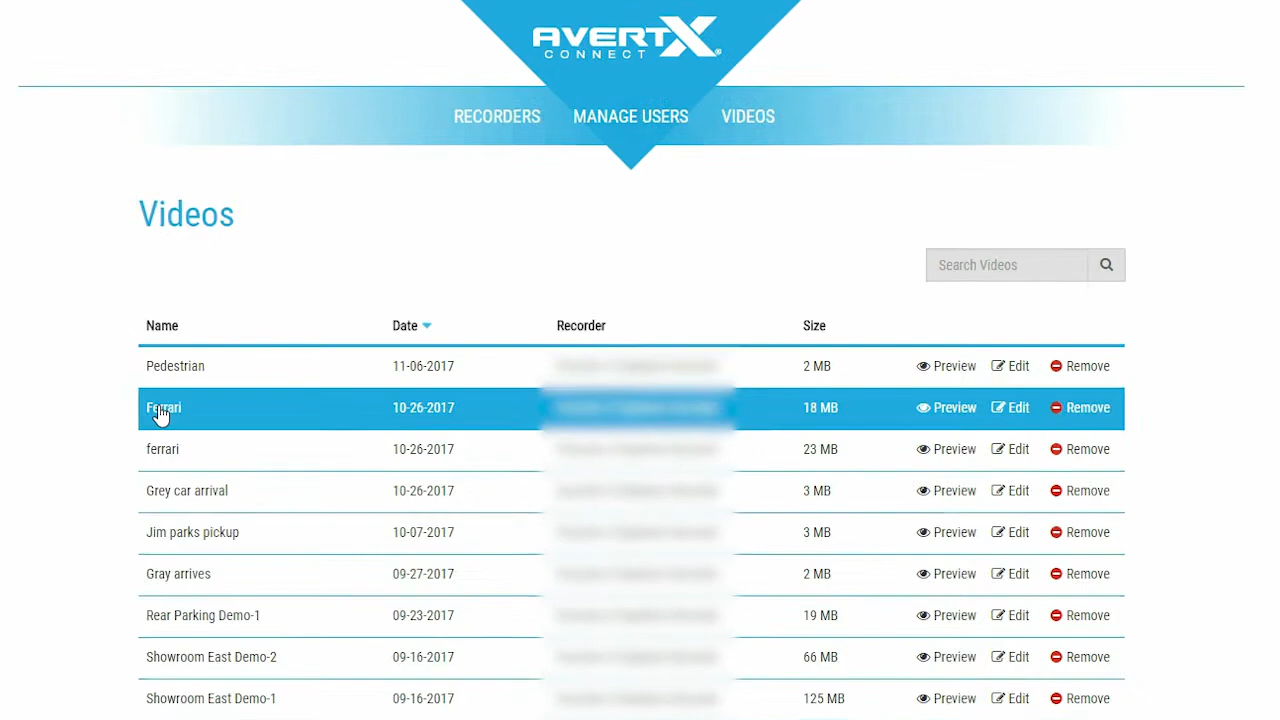 AVERTX
CONNECT
RECORDERS MANAGE USERS VIDEOS
Videos
Search Videos
Name Date Recorder Size
Pedestrian 11-06-2017 2 MB Preview Edit Remove
Ferrari 10-26-2017 18 MB Preview Edit Remove
ferrari 10-26-2017 23 MB Preview Edit Remove
Grey car arrival 10-26-2017 3 MB Preview Edit Remove
Jim parks pickup 10-07-2017 3 MB Preview Edit Remove
Gray arrives 09-27-2017 2 MB Preview Edit Remove
Rear Parking Demo-1 09-23-2017 19 MB Preview Edit Remove
Showroom East Demo-2 09-16-2017 66 MB Preview Edit Remove
Showroom East Demo-1 09-16-2017 125 MB Preview Edit Remove